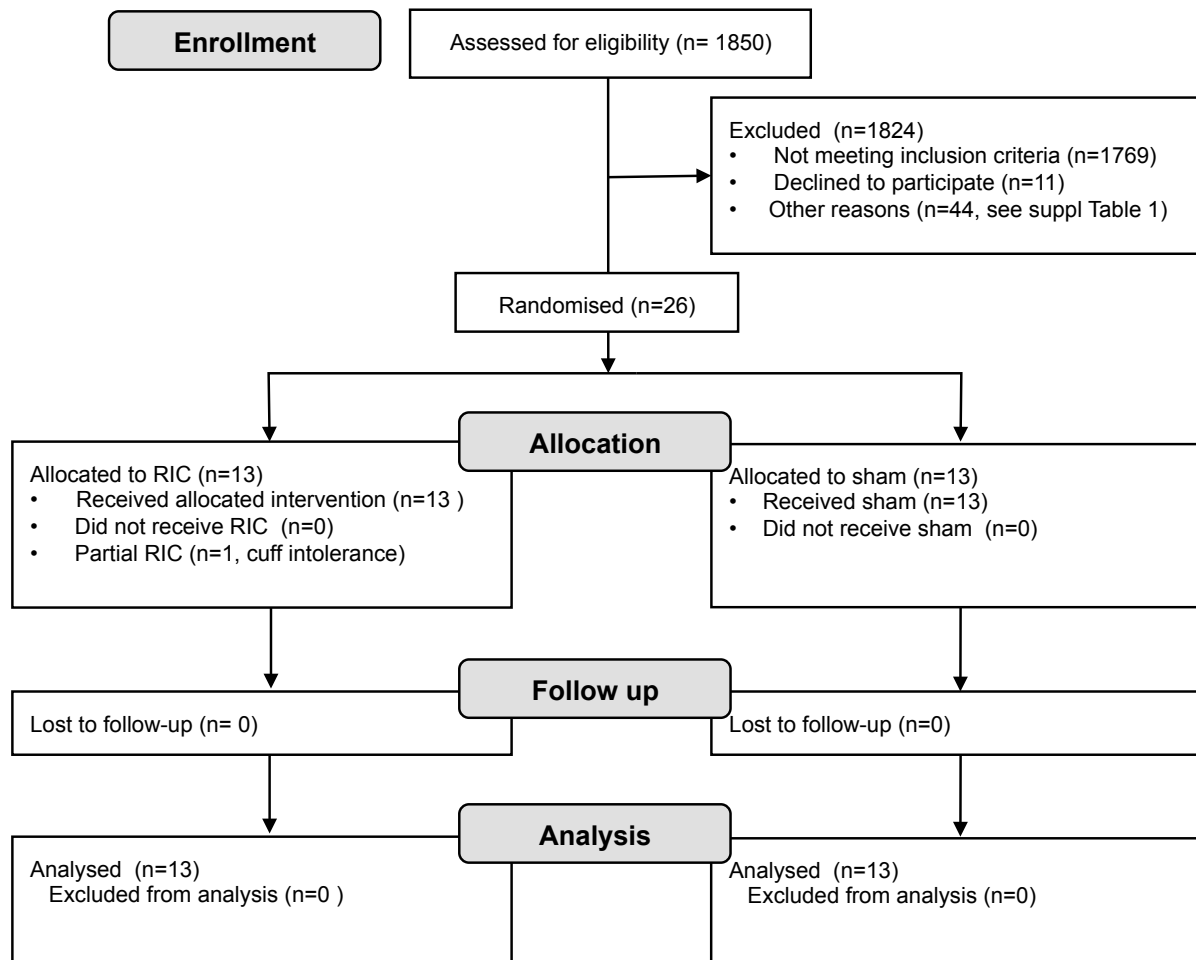 Enrollment
Assessed for eligibility (n= 1850)
Excluded (n=1824)
• Not meeting inclusion criteria (n=1769)
• Declined to participate (n=11)
• Other reasons (n=44, see suppl Table 1)
Randomised (n=26)
Allocation
Allocated to RIC (n=13)
• Received allocated intervention (n=13 )
• Did not receive RIC (n=0)
• Partial RIC (n=1, cuff intolerance)
Allocated to sham (n=13)
• Received sham (n=13)
• Did not receive sham (n=0)
Follow up
Lost to follow-up (n= 0)
Lost to follow-up (n=0)
Analysis
Analysed (n=13)
Excluded from analysis (n=0 )
Analysed (n=13)
Excluded from analysis (n=0)